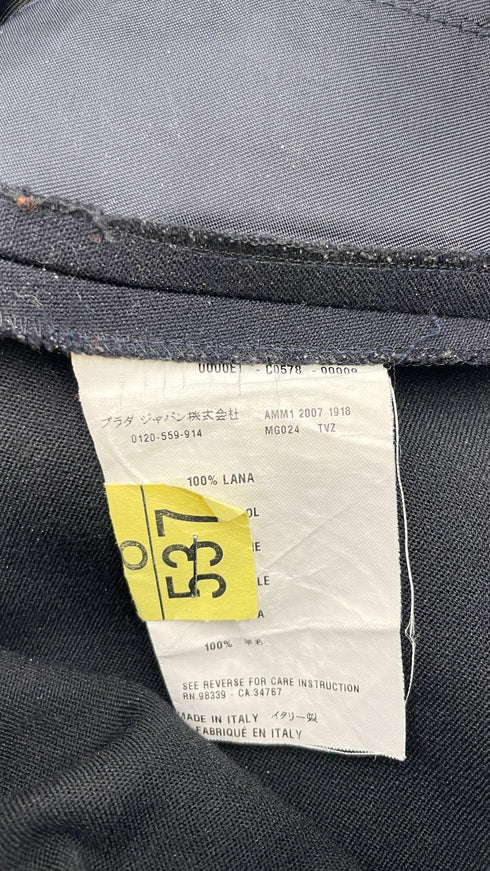 - C0578 - 00009
プラダ ジャパン株式会社
0120-559-914
AMM1 2007 1918
MG024 TVZ
100% LANA
OL
E
LE
A
100% 羊毛
SEE REVERSE FOR CARE INSTRUCTION
RN.98339 - CA.34767
MADE IN ITALY イタリー製
FABRIQUÉ EN ITALY
537
O